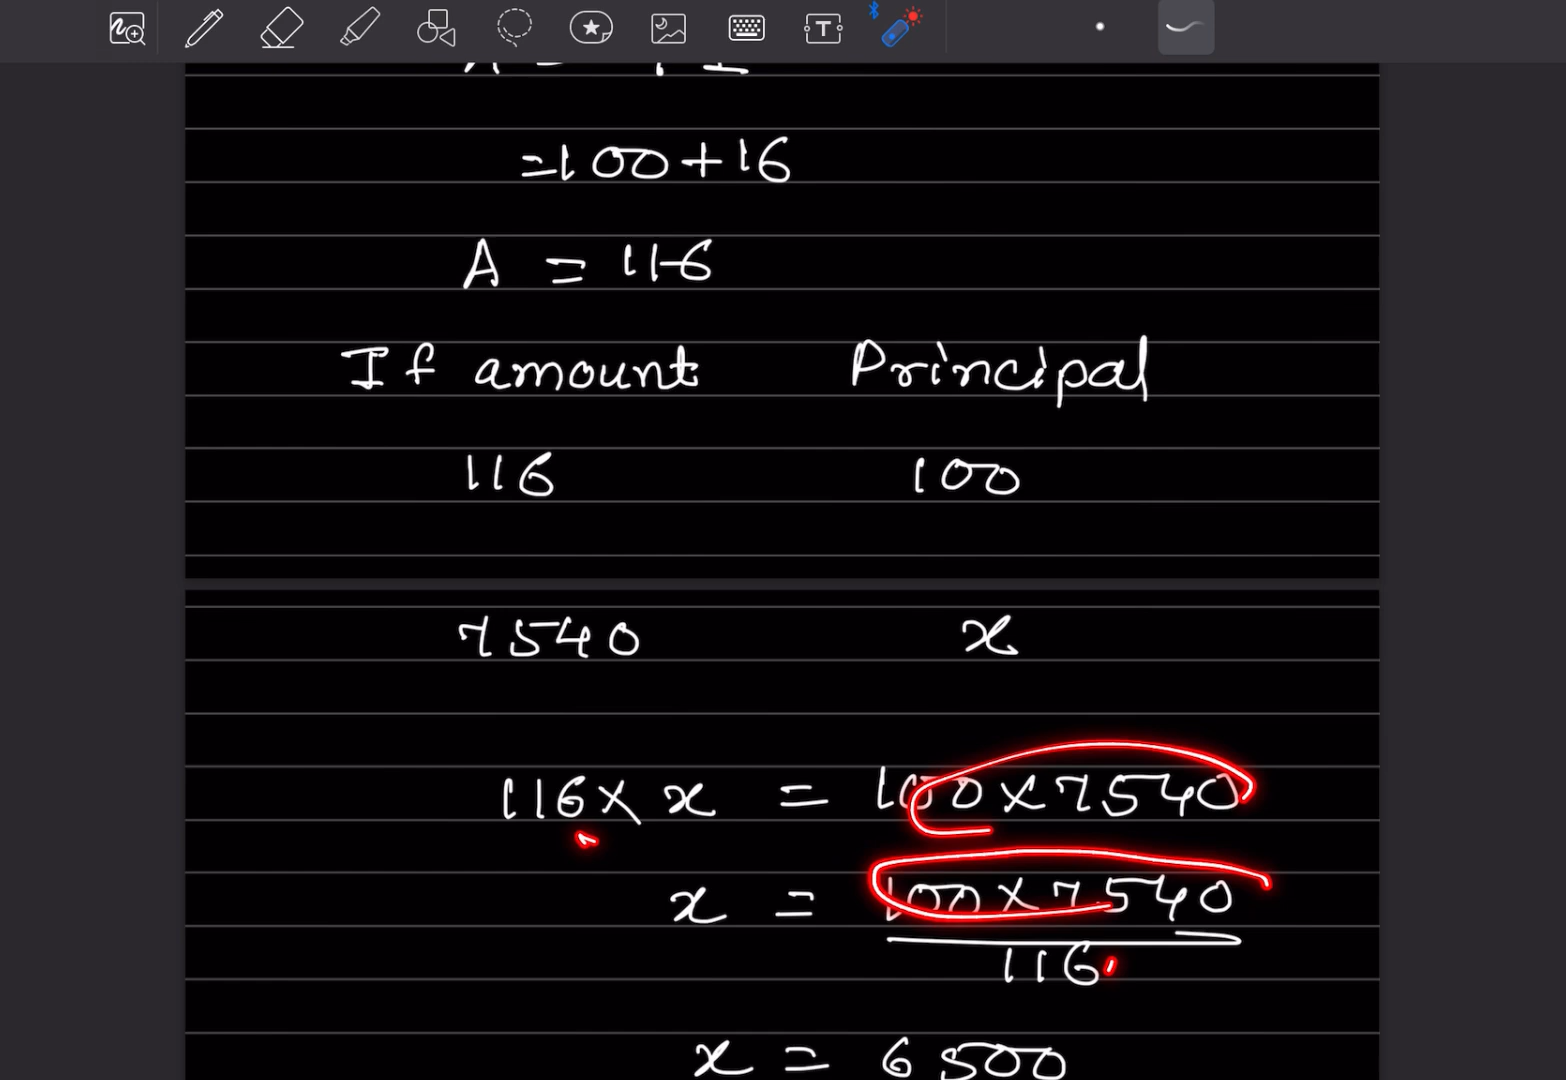 =100+16
A = 116
If amount Principal
116 100
7540 x
116 × x = 100×7540
x = 100×7540
116
x = 6500